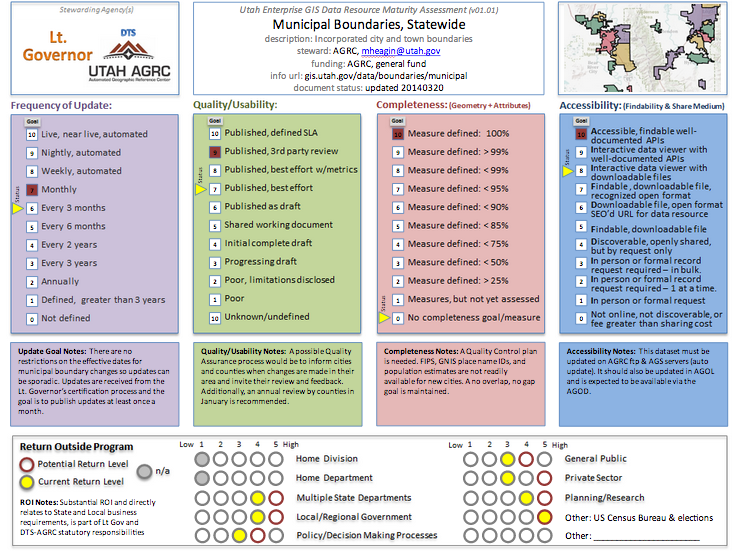 Stewarding Agency(s)
Lt.
Governor
DTS
UTAH AGRC
Automated Geographic Reference Center
Utah Enterprise GIS Data Resource Maturity Assessment (v01.01)
Municipal Boundaries, Statewide
description: Incorporated city and town boundaries
steward: AGRC, mheagin@utah.gov
funding: AGRC, general fund
info url: gis.utah.gov/data/boundaries/municipal
document status: updated 20140320
Frequency of Update:
Goal
10 Live, near live, automated
9 Nightly, automated
8 Weekly, automated
7 Monthly
Status
6 Every 3 months
5 Every 6 months
4 Every 2 years
3 Every 3 years
2 Annually
1 Defined, greater than 3 years
0 Not defined
Quality/Usability:
Goal
10 Published, defined SLA
9 Published, 3rd party review
8 Published, best effort w/metrics
Status
7 Published, best effort
6 Published as draft
5 Shared working document
4 Initial complete draft
3 Progressing draft
2 Poor, limitations disclosed
1 Poor
10 Unknown/undefined
Completeness: (Geometry + Attributes)
Goal
10 Measure defined: 100%
9 Measure defined: > 99%
8 Measure defined: < 99%
7 Measure defined: < 95%
6 Measure defined: < 90%
5 Measure defined: < 85%
4 Measure defined: < 75%
3 Measure defined: < 50%
2 Measure defined: > 25%
1 Measures, but not yet assessed
Status
0 No completeness goal/measure
Accessibility: (Findability & Share Medium)
Goal
10 Accessible, findable well-
documented APIs
9 Interactive data viewer with
well-documented APIs
Status
8 Interactive data viewer with
downloadable files
7 Findable, downloadable file,
recognized open format
6 Downloadable file, open format
SEO'd URL for data resource
5 Findable, downloadable file
4 Discoverable, openly shared,
but by request only
3 In person or formal record
request required – in bulk.
2 In person or formal record
request required – 1 at a time.
1 In person or formal request
0 Not online, not discoverable, or
fee greater than sharing cost
Update Goal Notes: There are no
restrictions on the effective dates for
municipal boundary changes so updates
can be sporadic. Updates are received from the
Lt. Governor's certification process and the
goal is to publish updates at least once a
month.
Quality/Usability Notes: A possible Quality
Assurance process would be to inform cities
and counties when changes are made in their
area and invite their review and feedback.
Additionally, an annual review by counties in
January is recommended.
Completeness Notes: A Quality Control plan
is needed. FIPS, GNIS place name IDs, and
population estimates are not readily
available for new cities. A no overlap, no gap
goal is maintained.
Accessibility Notes: This dataset must be
updated on AGRC ftp & AGS servers (auto
update). It should also be updated in AGOL
and is expected to be available via the
AGOD.
Return Outside Program
Potential Return Level
Current Return Level
n/a
ROI Notes: Substantial ROI and directly
relates to State and Local business
requirements, is part of Lt Gov and
DTS-AGRC statutory responsibilities
Low 1 2 3 4 5 High
Home Division
Home Department
Multiple State Departments
Local/Regional Government
Policy/Decision Making Processes
Low 1 2 3 4 5 High
General Public
Private Sector
Planning/Research
Other: US Census Bureau & elections
Other: ______________________